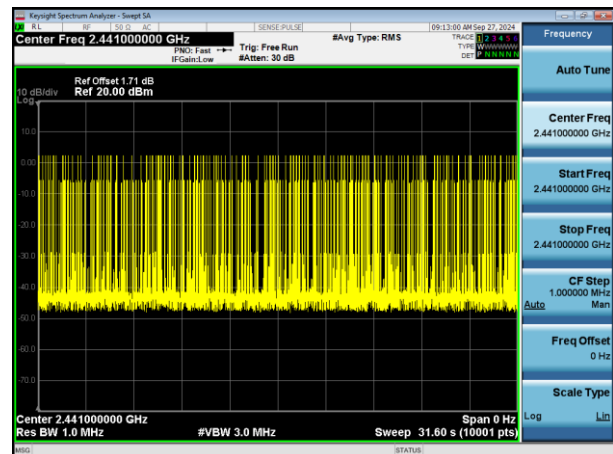 Keysight Spectrum Analyzer - Swept SA
RL RF 50 Ω AC SENSE:PULSE 09:13:00 AM Sep 27, 2024
Center Freq 2.441000000 GHz
PNO: Fast
IFGain:Low
Trig: Free Run
#Atten: 30 dB
#Avg Type: RMS
TRACE 1 2 3 4 5 6
TYPE WWWWWW
DET P NNNNN
Ref Offset 1.71 dB
10 dB/div Ref 20.00 dBm
Log
10.0
0.00
-10.0
-20.0
-30.0
-40.0
-50.0
-60.0
-70.0
Center 2.441000000 GHz Span 0 Hz
Res BW 1.0 MHz #VBW 3.0 MHz Sweep 31.60 s (10001 pts)
MSG STATUS
Frequency
Auto Tune
Center Freq
2.441000000 GHz
Start Freq
2.441000000 GHz
Stop Freq
2.441000000 GHz
CF Step
1.000000 MHz
Auto Man
Freq Offset
0 Hz
Scale Type
Log Lin